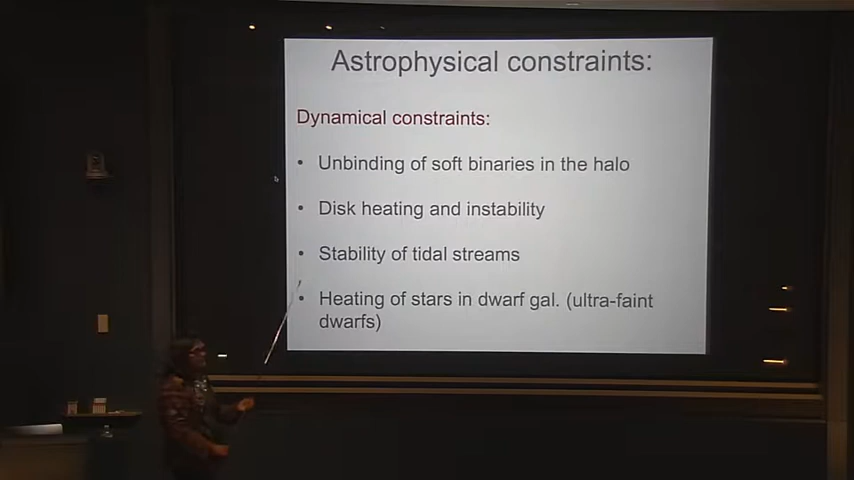 Astrophysical constraints:
Dynamical constraints:
• Unbinding of soft binaries in the halo
• Disk heating and instability
• Stability of tidal streams
• Heating of stars in dwarf gal. (ultra-faint
dwarfs)